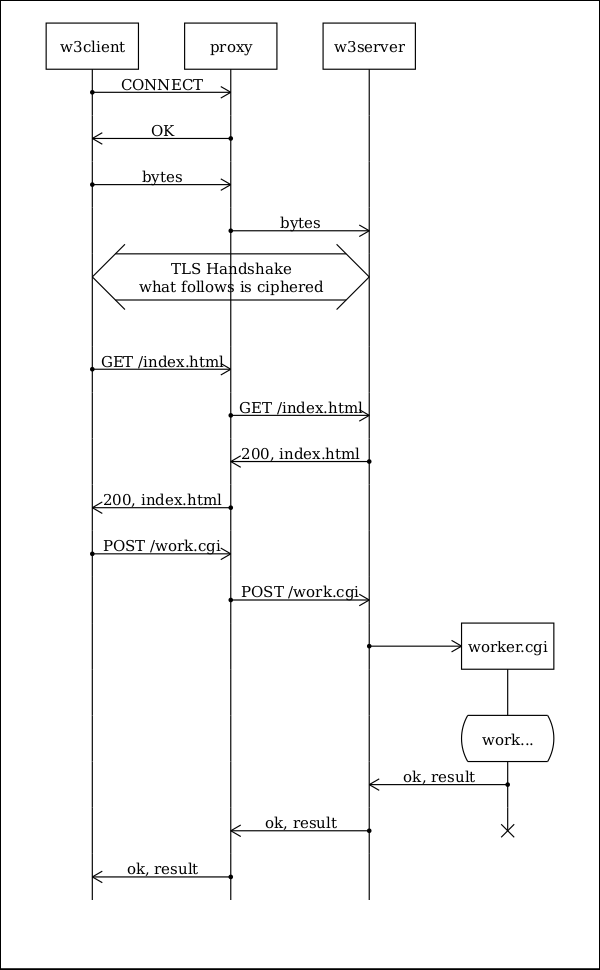 w3client
proxy
w3server
CONNECT
OK
bytes
bytes
TLS Handshake
what follows is ciphered
GET /index.html
GET /index.html
200, index.html
200, index.html
POST /work.cgi
POST /work.cgi
worker.cgi
work...
ok, result
ok, result
ok, result